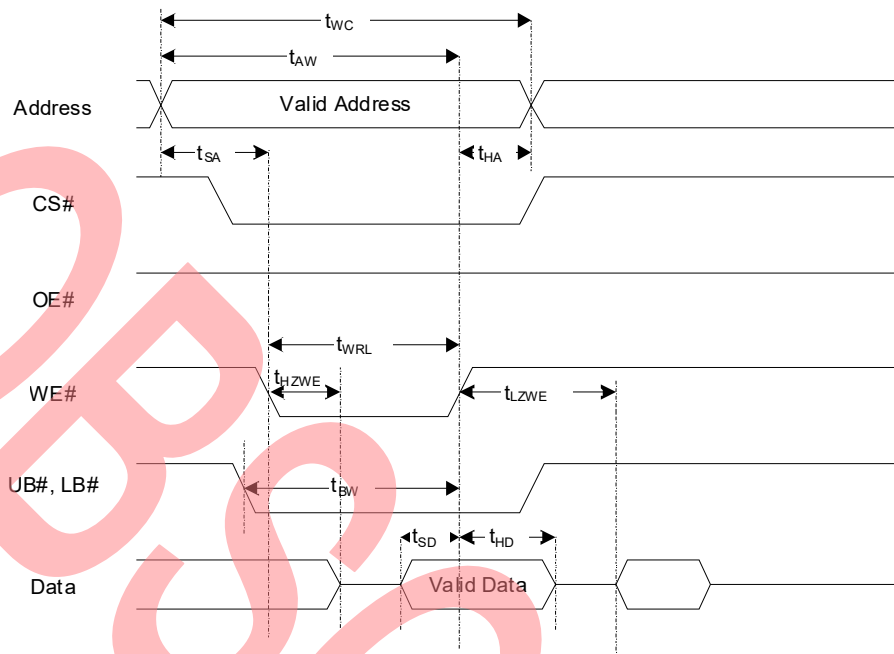 tWC
tAW
Address
Valid Address
tSA
tHA
CS#
OE#
tWRL
tHZWE
WE#
tLZWE
UB#, LB#
tBW
tSD
tHD
Data
Valid Data